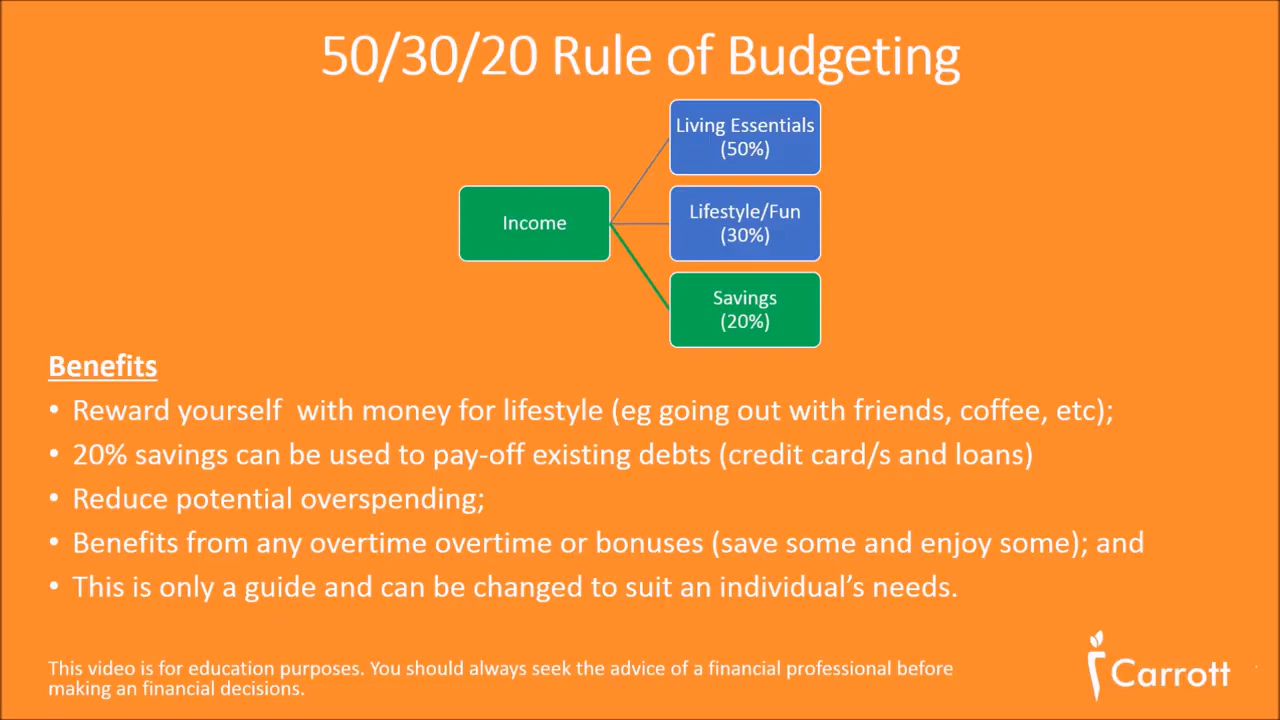 50/30/20 Rule of Budgeting
Living Essentials
(50%)
Income
Lifestyle/Fun
(30%)
Savings
(20%)
Benefits
• Reward yourself  with money for lifestyle (eg going out with friends, coffee, etc);
• 20% savings can be used to pay-off existing debts (credit card/s and loans)
• Reduce potential overspending;
• Benefits from any overtime overtime or bonuses (save some and enjoy some); and
• This is only a guide and can be changed to suit an individual’s needs.
This video is for education purposes. You should always seek the advice of a financial professional before
making an financial decisions.
Carrott